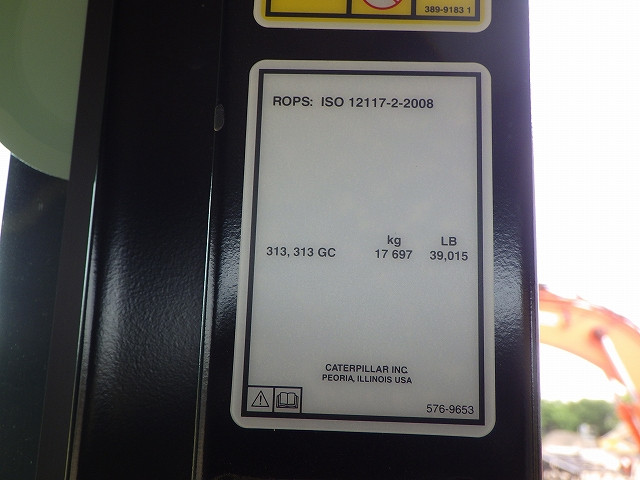 389-9183 1
ROPS: ISO 12117-2-2008
kg LB
313, 313 GC 17 697 39,015
CATERPILLAR INC.
PEORIA, ILLINOIS USA
576-9653